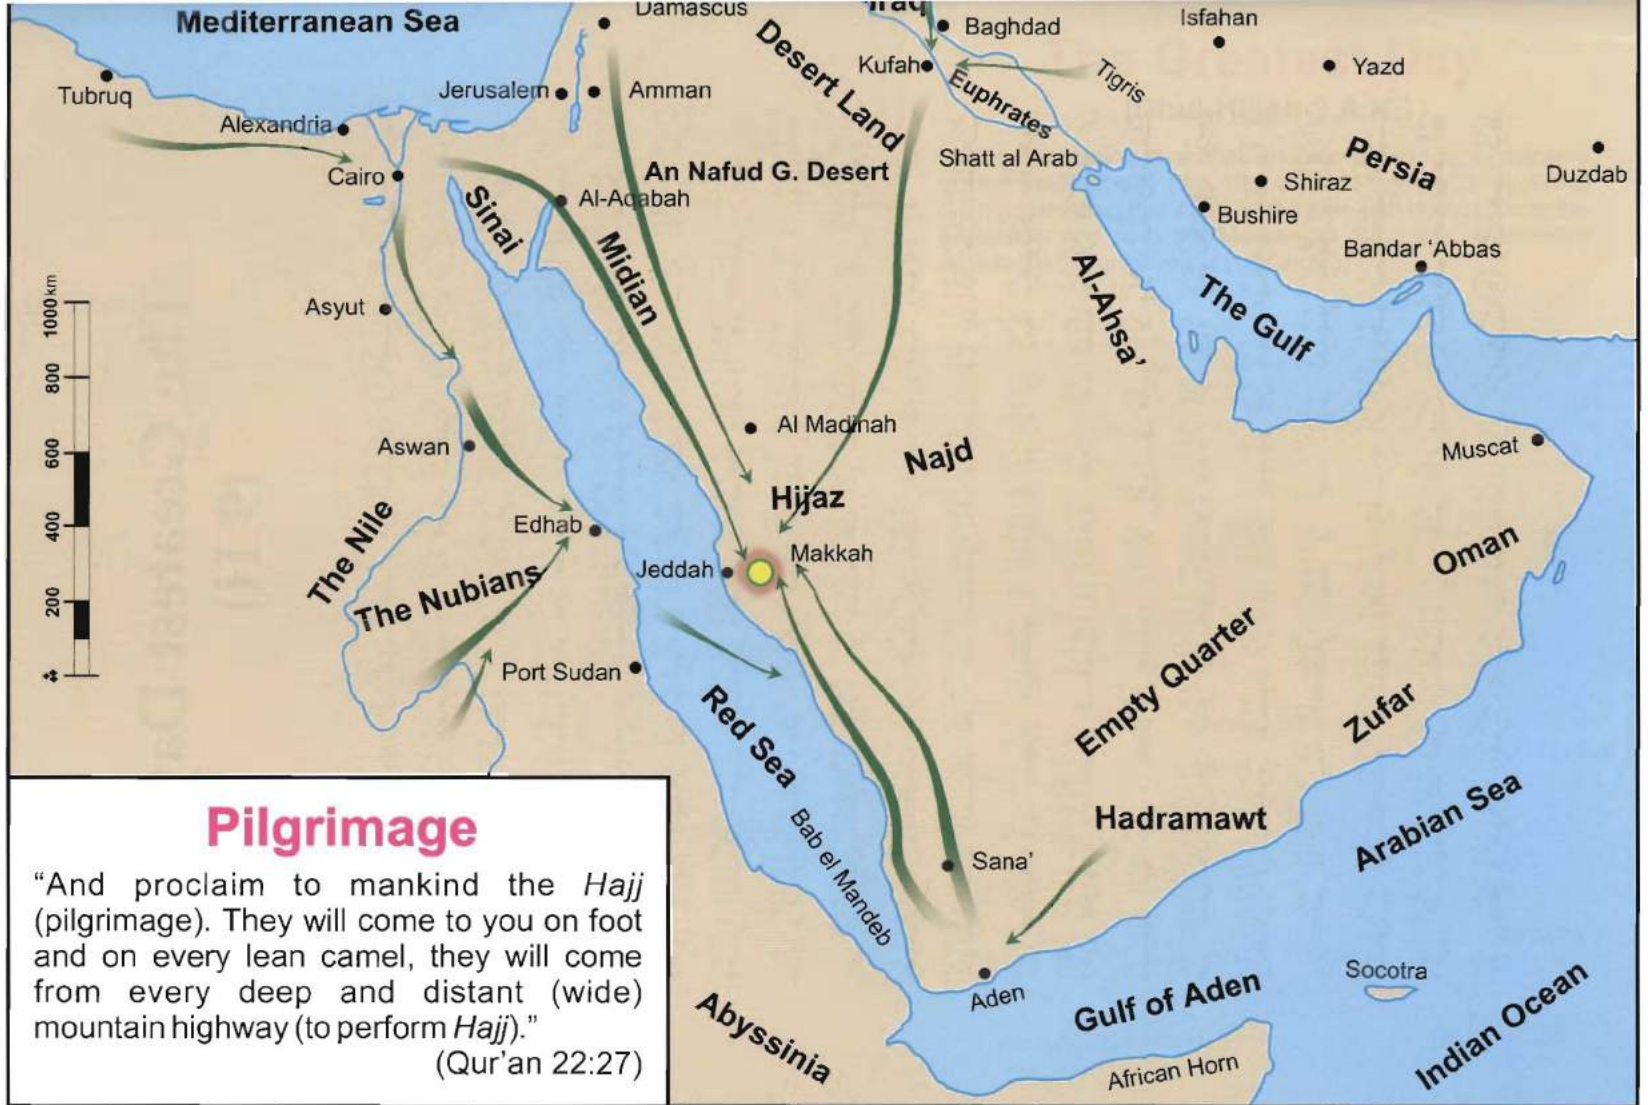 Mediterranean Sea
Damascus
Iraq
Baghdad
Isfahan
Desert Land
Kufah
Euphrates
Tigris
Yazd
Tubruq
Jerusalem
Amman
Alexandria
Shatt al Arab
Persia
Cairo
An Nafud G. Desert
Shiraz
Duzdab
Al-Aqabah
Bushire
Sinai
Midian
Bandar ‘Abbas
Al-Ahsa’
The Gulf
Asyut
1000 km
800
600
400
200
Al Madinah
Aswan
Najd
Muscat
Hijaz
Edhab
The Nile
Makkah
Jeddah
Oman
The Nubians
Port Sudan
Empty Quarter
Zufar
Red Sea
Hadramawt
Arabian Sea
Bab el Mandeb
Sana’
Socotra
Aden
Gulf of Aden
Indian Ocean
Abyssinia
African Horn
Pilgrimage
“And proclaim to mankind the Hajj
(pilgrimage). They will come to you on foot
and on every lean camel, they will come
from every deep and distant (wide)
mountain highway (to perform Hajj).”
(Qur’an 22:27)